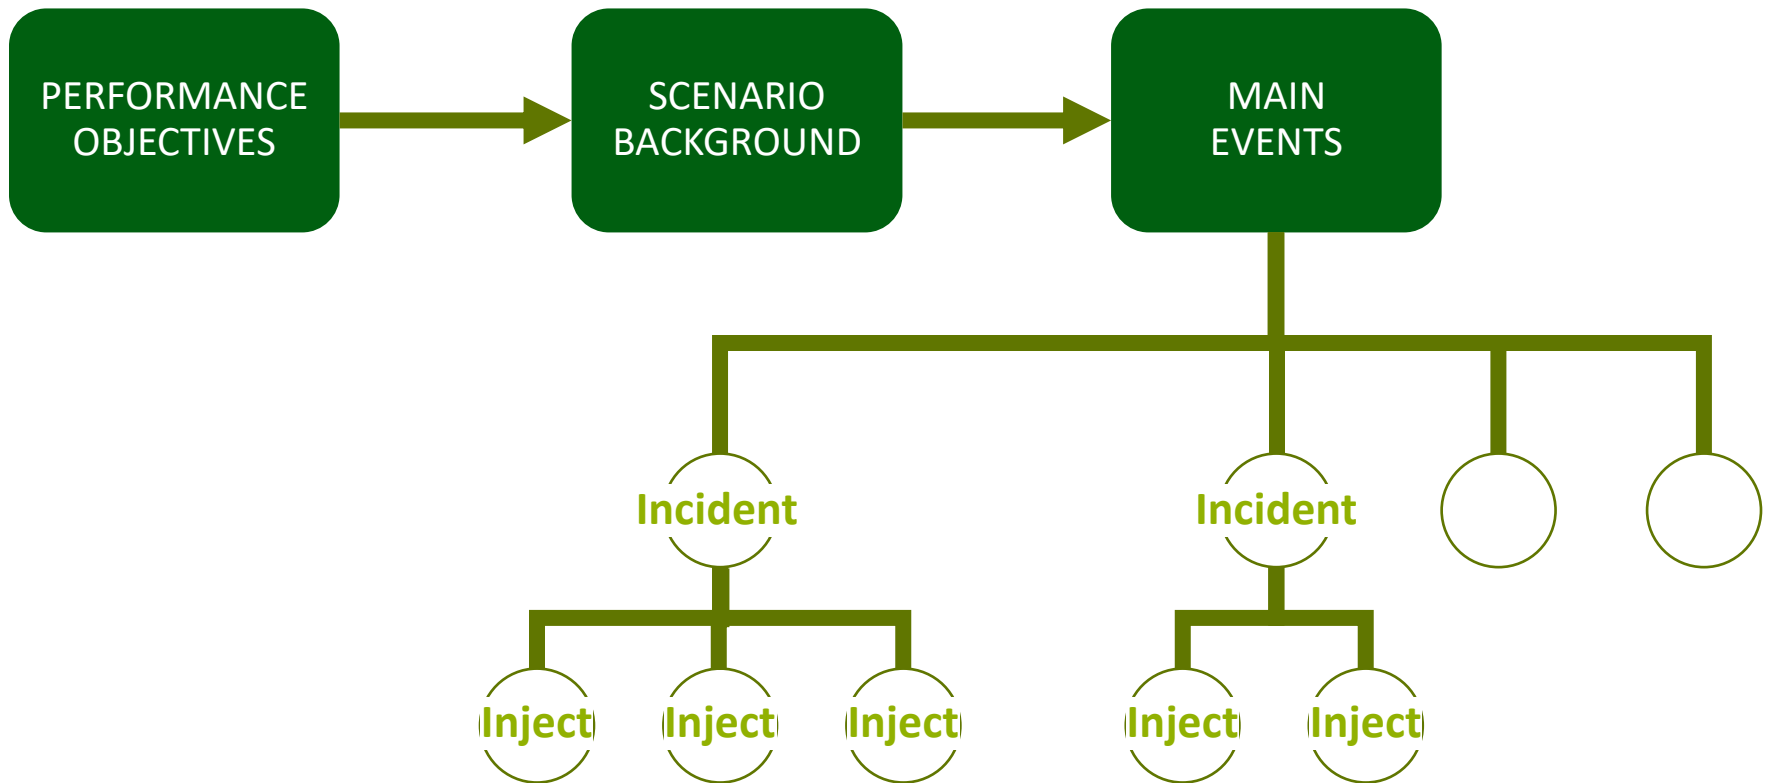 PERFORMANCE
OBJECTIVES
SCENARIO
BACKGROUND
MAIN
EVENTS
Incident
Incident
Inject
Inject
Inject
Inject
Inject